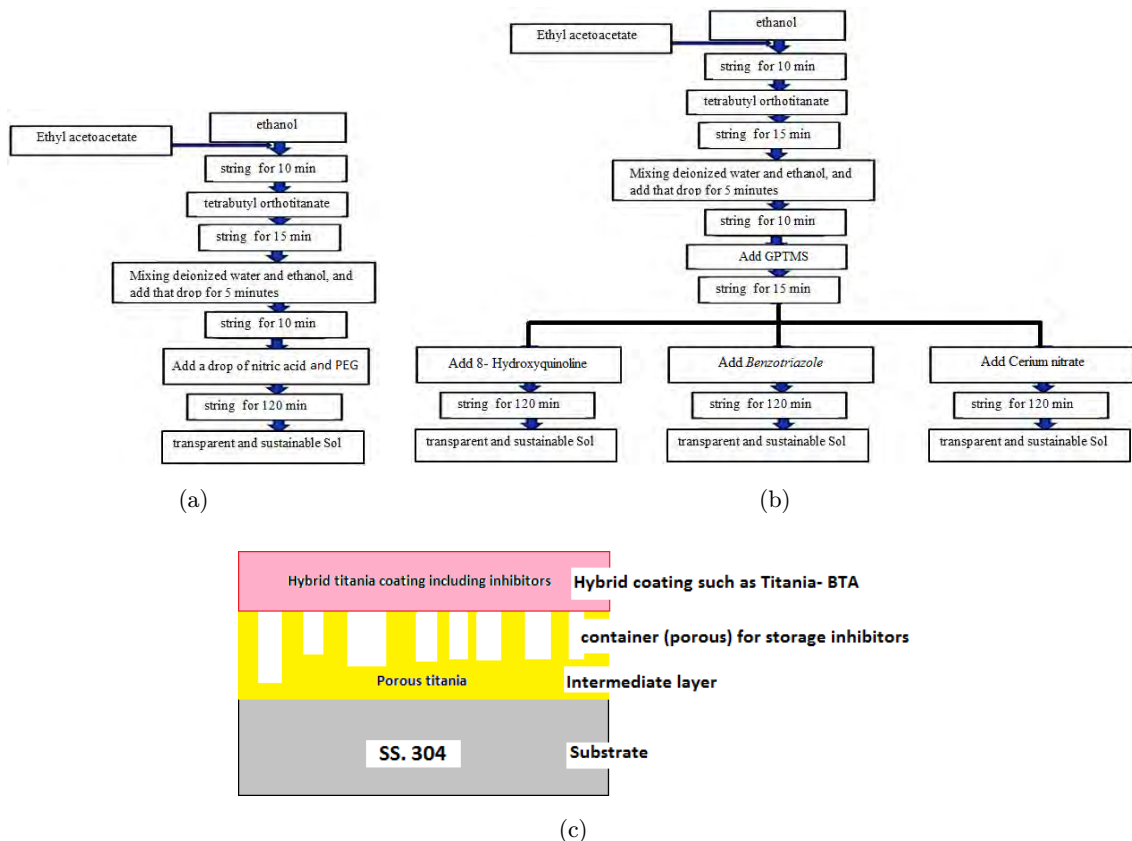 Ethyl acetoacetate
ethanol
string for 10 min
tetrabutyl orthotitanate
string for 15 min
Mixing deionized water and ethanol, and
add that drop for 5 minutes
string for 10 min
Add a drop of nitric acid and PEG
string for 120 min
transparent and sustainable Sol
(a)
Ethyl acetoacetate
ethanol
string for 10 min
tetrabutyl orthotitanate
string for 15 min
Mixing deionized water and ethanol, and
add that drop for 5 minutes
string for 10 min
Add GPTMS
string for 15 min
Add 8- Hydroxyquinoline
string for 120 min
transparent and sustainable Sol
Add Benzotriazole
string for 120 min
transparent and sustainable Sol
Add Cerium nitrate
string for 120 min
transparent and sustainable Sol
(b)
Hybrid titania coating including inhibitors
Hybrid coating such as Titania- BTA
container (porous) for storage inhibitors
Porous titania
Intermediate layer
SS. 304
Substrate
(c)